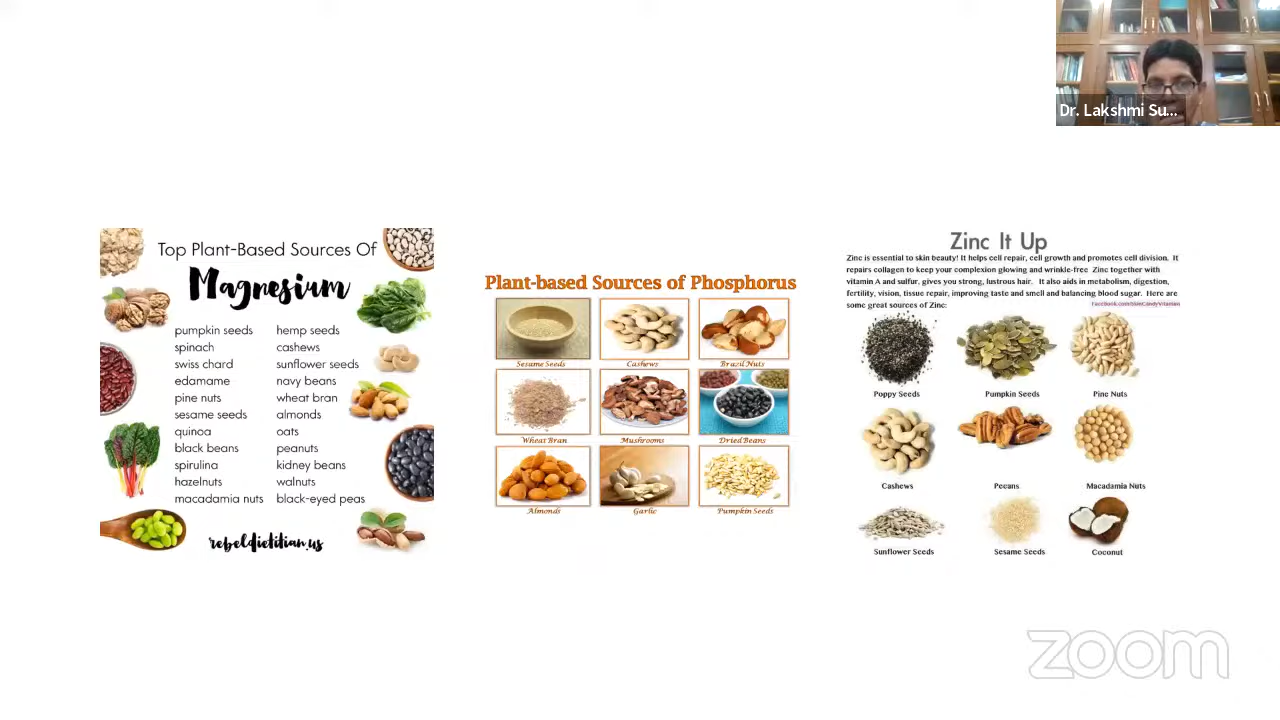 Dr. Lakshmi Su...
Top Plant-Based Sources Of
Magnesium
pumpkin seeds
spinach
swiss chard
edamame
pine nuts
sesame seeds
quinoa
black beans
spirulina
hazelnuts
macadamia nuts
hemp seeds
cashews
sunflower seeds
navy beans
wheat bran
almonds
oats
peanuts
kidney beans
walnuts
black-eyed peas
rebeldietitian.us
Plant-based Sources of Phosphorus
Sesame Seeds
Cashews
Brazil Nuts
Wheat Bran
Mushrooms
Dried Beans
Almonds
Garlic
Pumpkin Seeds
Zinc It Up
Zinc is essential to skin beauty! It helps cell repair, cell growth and promotes cell division. It
repairs collagen to keep your complexion glowing and wrinkle-free Zinc together with
vitamin A and sulfur, gives you strong, lustrous hair. It also aids in metabolism, digestion,
fertility, vision, tissue repair, improving taste and smell and balancing blood sugar. Here are
some great sources of Zinc:
Facebook.com/SkinCandyVitamins
Poppy Seeds
Pumpkin Seeds
Pine Nuts
Cashews
Pecans
Macadamia Nuts
Sunflower Seeds
Sesame Seeds
Coconut
zoom